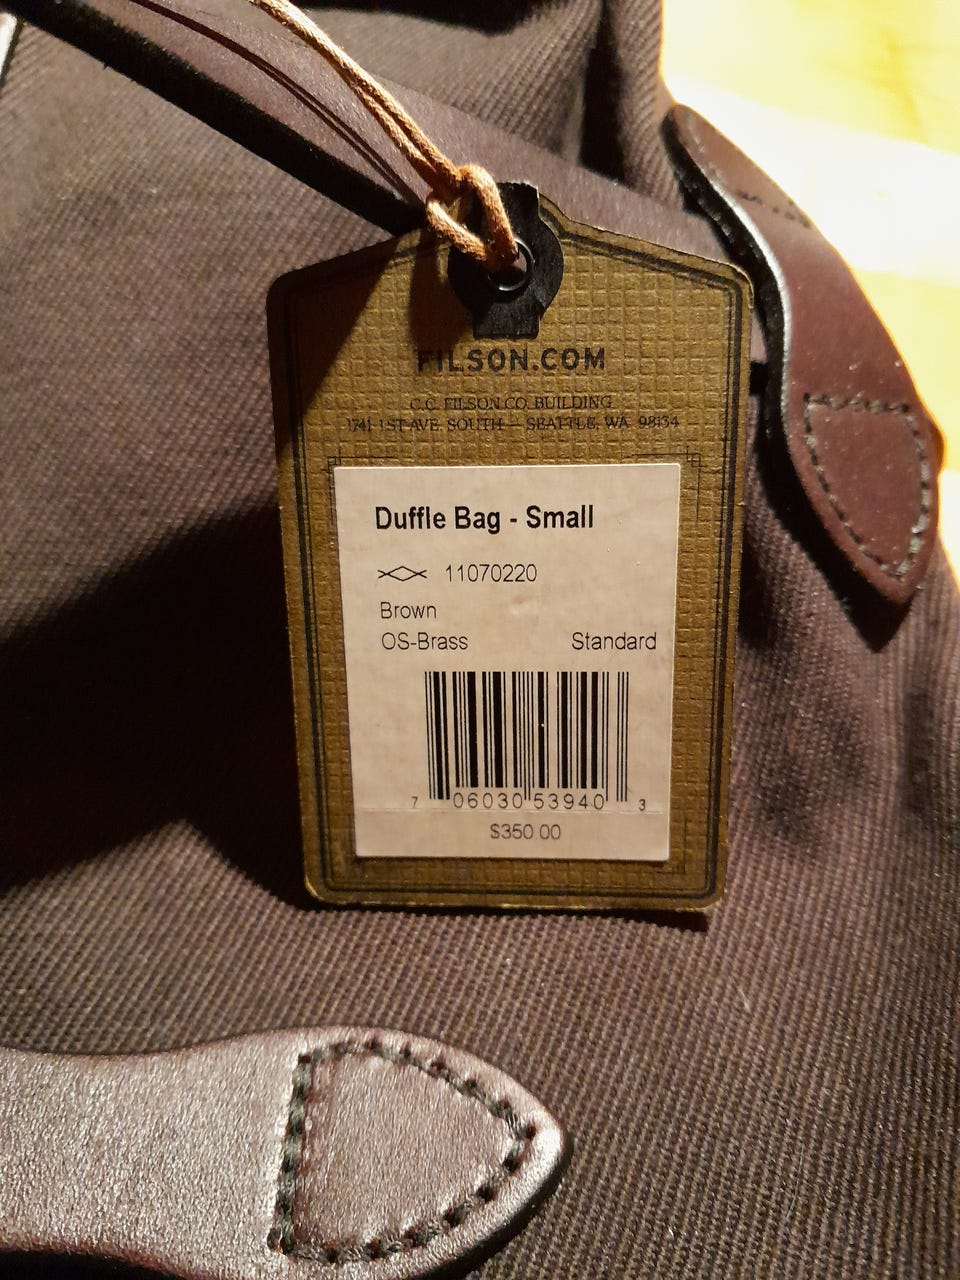 FILSON.COM
C.C. FILSON CO. BUILDING
1741 1ST AVE. SOUTH — SEATTLE, WA 98134
Duffle Bag - Small
11070220
Brown
OS-Brass Standard
7 06030 53940 3
$350.00